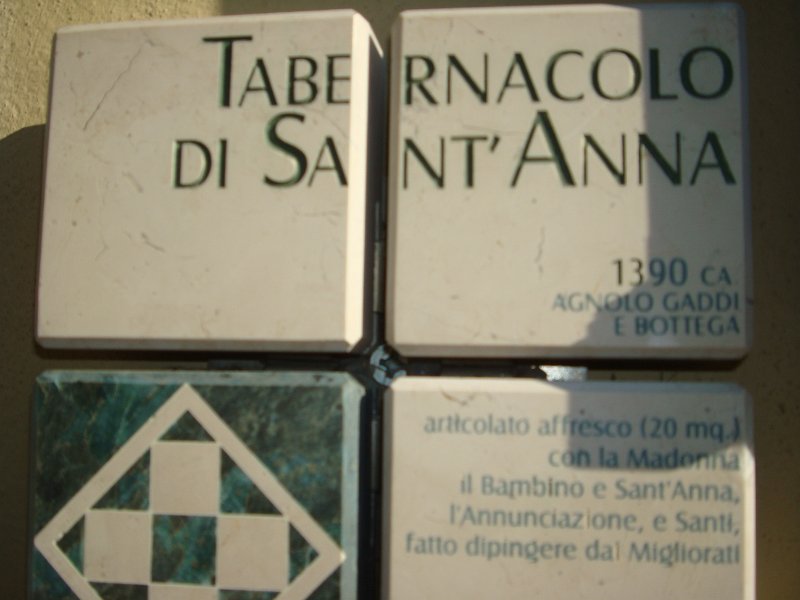 TABERNACOLO
DI SANT'ANNA
1390 CA
AGNOLO GADDI
E BOTTEGA
articolato affresco (20 mq.)
con la Madonna
il Bambino e Sant'Anna,
l'Annunciazione, e Santi,
fatto dipingere dai Migliorati